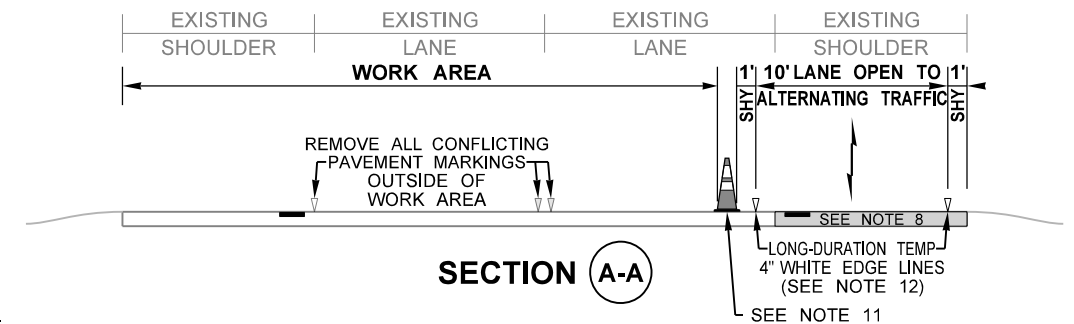 EXISTING EXISTING EXISTING EXISTING
SHOULDER LANE LANE SHOULDER
WORK AREA
1' SHY
10' LANE OPEN TO
ALTERNATING TRAFFIC
1' SHY
REMOVE ALL CONFLICTING
PAVEMENT MARKINGS
OUTSIDE OF
WORK AREA
SEE NOTE 8
LONG-DURATION TEMP
4" WHITE EDGE LINES
(SEE NOTE 12)
SECTION A-A
SEE NOTE 11